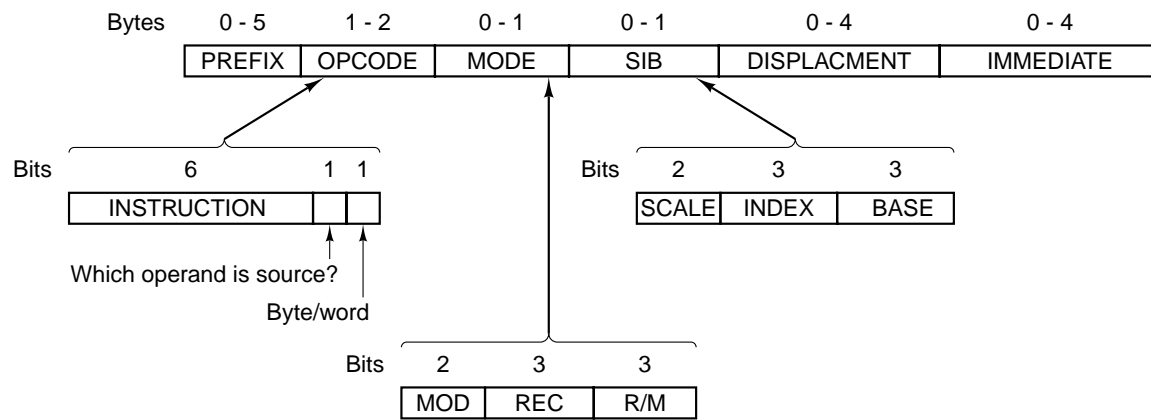 Bytes 0 - 5 1 - 2 0 - 1 0 - 1 0 - 4 0 - 4
PREFIX OPCODE MODE SIB DISPLACMENT IMMEDIATE
Bits 6 1 1 Bits 2 3 3
INSTRUCTION SCALE INDEX BASE
Which operand is source?
Byte/word
Bits 2 3 3
MOD REC R/M